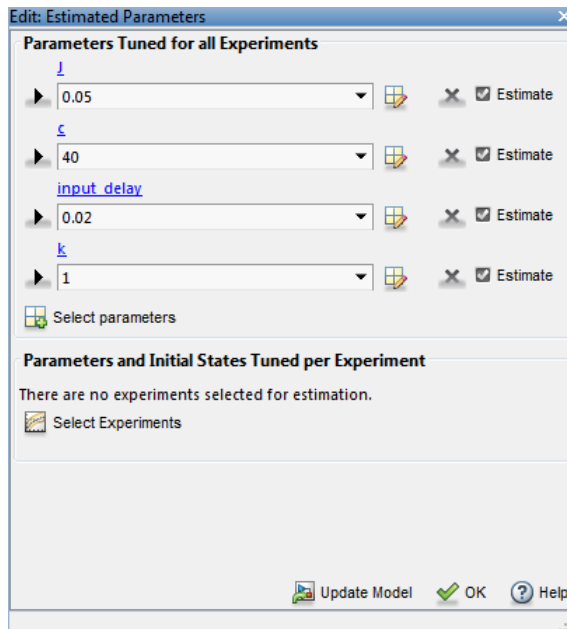 Edit: Estimated Parameters
Parameters Tuned for all Experiments
J
0.05 Estimate
c
40 Estimate
input_delay
0.02 Estimate
k
1 Estimate
Select parameters
Parameters and Initial States Tuned per Experiment
There are no experiments selected for estimation.
Select Experiments
Update Model OK Help